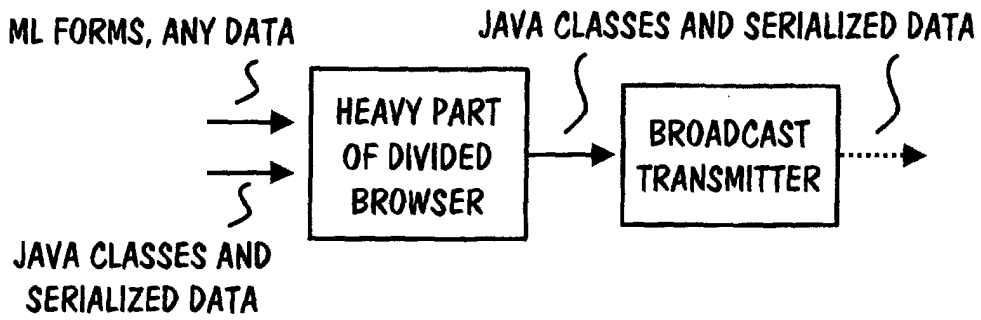 ML FORMS, ANY DATA
JAVA CLASSES AND SERIALIZED DATA
HEAVY PART
OF DIVIDED
BROWSER
BROADCAST
TRANSMITTER
JAVA CLASSES AND
SERIALIZED DATA